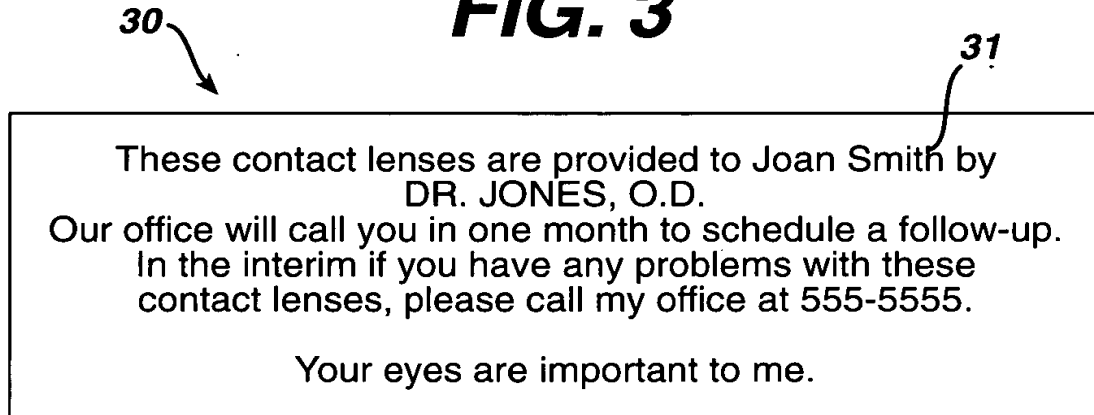 FIG. 3
30
31
These contact lenses are provided to Joan Smith by
DR. JONES, O.D.
Our office will call you in one month to schedule a follow-up.
In the interim if you have any problems with these
contact lenses, please call my office at 555-5555.
Your eyes are important to me.